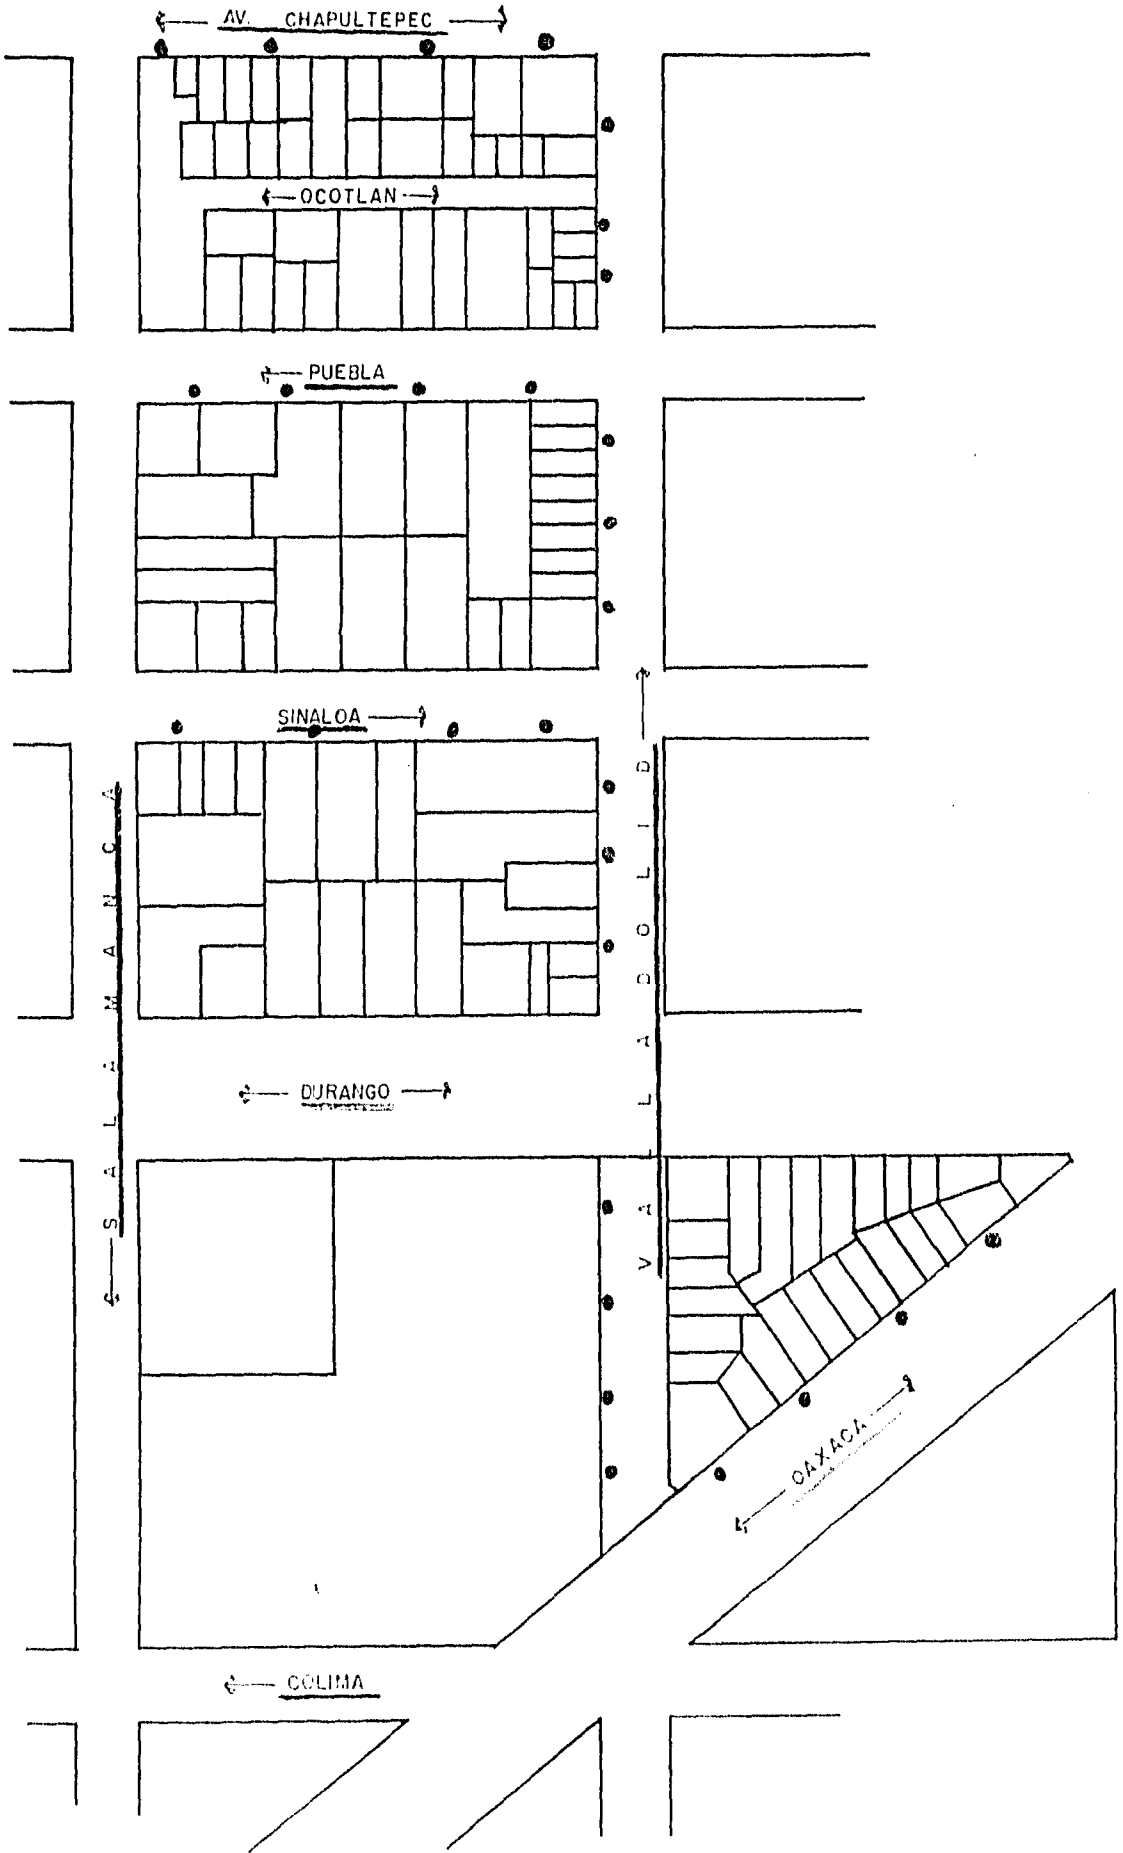 AV. CHAPULTEPEC
OCOTLAN
PUEBLA
SINALOA
SALAMANCA
VALLADOLID
DURANGO
OAXACA
COLIMA